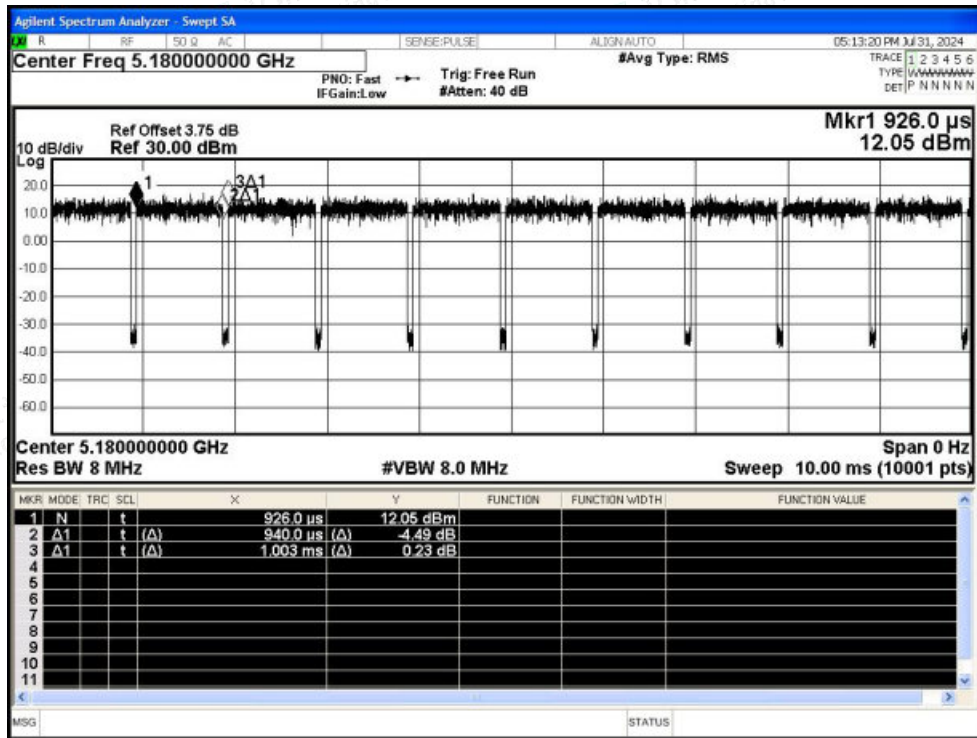 Agilent Spectrum Analyzer - Swept SA
R RF 50 Ω AC SENSE:PULSE ALIGN AUTO 05:13:20 PM Jul 31, 2024
Center Freq 5.180000000 GHz
#Avg Type: RMS
TRACE 1 2 3 4 5 6
PNO: Fast Trig: Free Run
TYPE
IFGain:Low #Atten: 40 dB
DET P N N N N N
Mkr1 926.0 µs
Ref Offset 3.75 dB
12.05 dBm
10 dB/div Ref 30.00 dBm
Log
1
3Δ1
2Δ1
20.0
10.0
0.00
-10.0
-20.0
-30.0
-40.0
-50.0
-60.0
Center 5.180000000 GHz Span 0 Hz
Res BW 8 MHz #VBW 8.0 MHz Sweep 10.00 ms (10001 pts)
MKR MODE TRC SCL X Y FUNCTION FUNCTION WIDTH FUNCTION VALUE
1 N t 926.0 µs 12.05 dBm
2 Δ1 t (Δ) 940.0 µs (Δ) -4.49 dB
3 Δ1 t (Δ) 1.003 ms (Δ) 0.23 dB
4
5
6
7
8
9
10
11
MSG STATUS